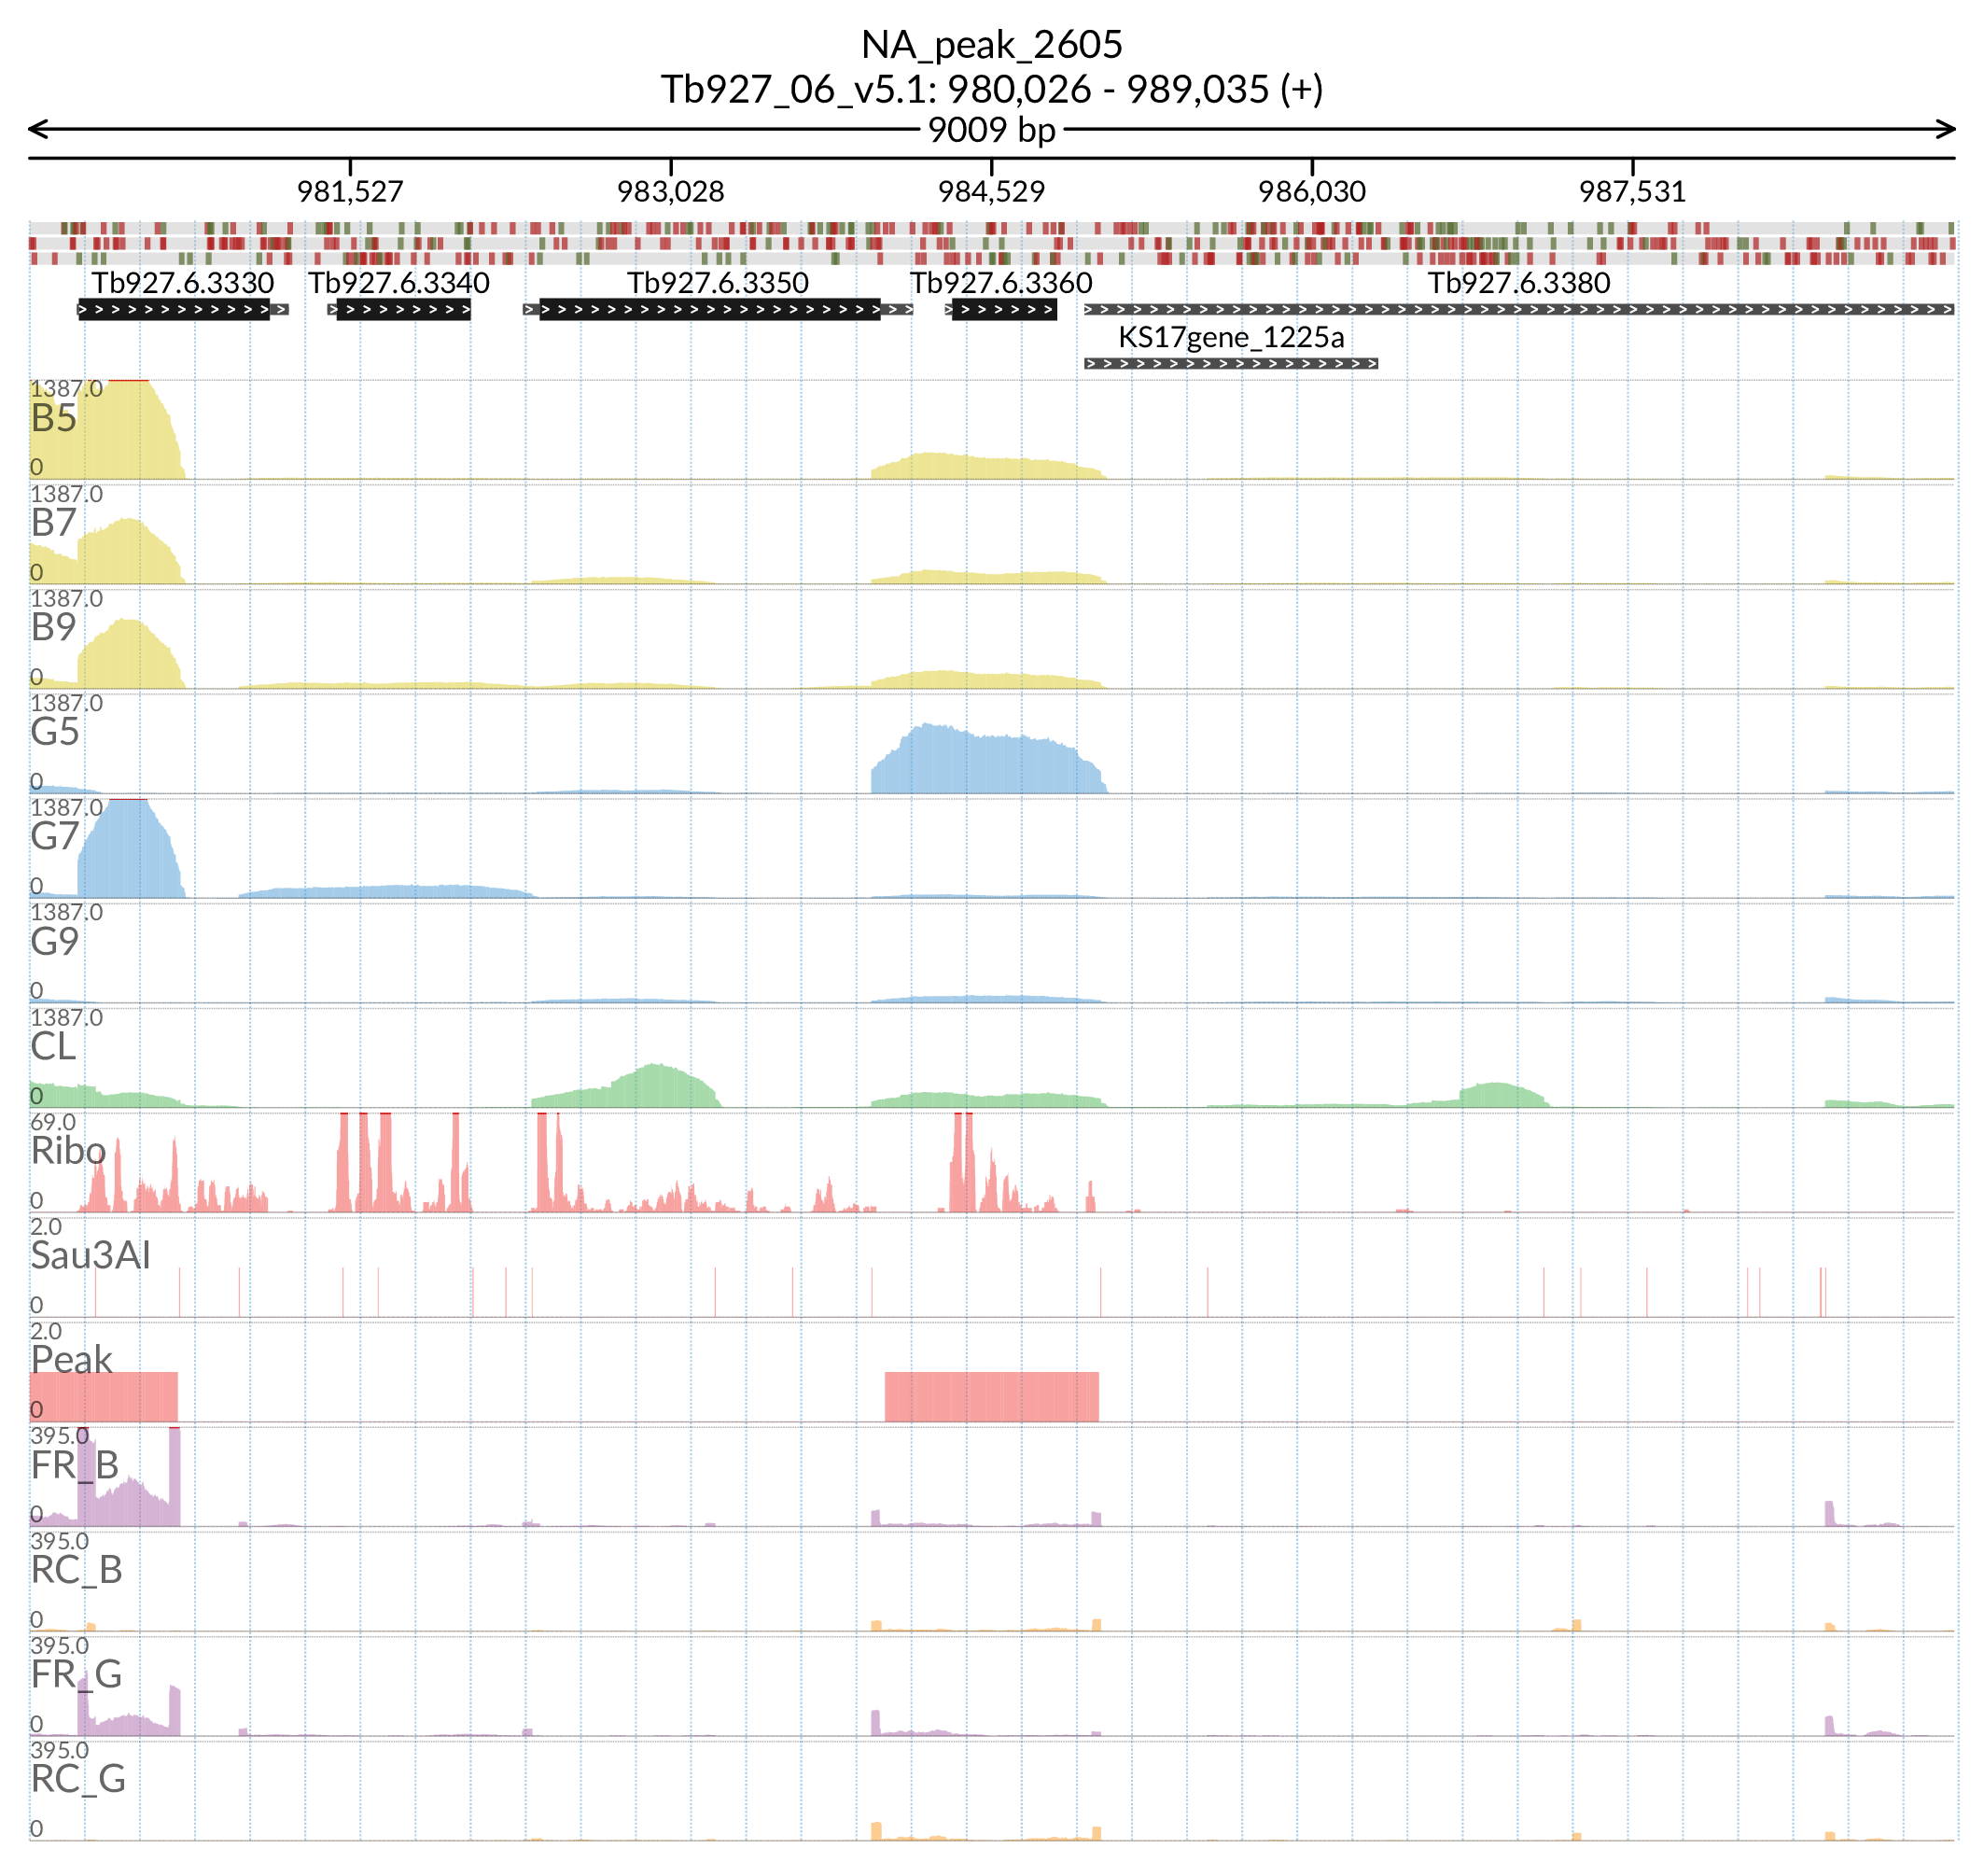 NA_peak_2605
Tb927_06_v5.1: 980,026 - 989,035 (+)
9009 bp
981,527 983,028 984,529 986,030 987,531
Tb927.6.3330 Tb927.6.3340 Tb927.6.3350 Tb927.6.3360 Tb927.6.3380
KS17gene_1225a
1387.0
B5
0
1387.0
B7
0
1387.0
B9
0
1387.0
G5
0
1387.0
G7
0
1387.0
G9
0
1387.0
CL
0
69.0
Ribo
0
2.0
Sau3AI
0
2.0
Peak
0
395.0
FR_B
0
395.0
RC_B
0
395.0
FR_G
0
395.0
RC_G
0